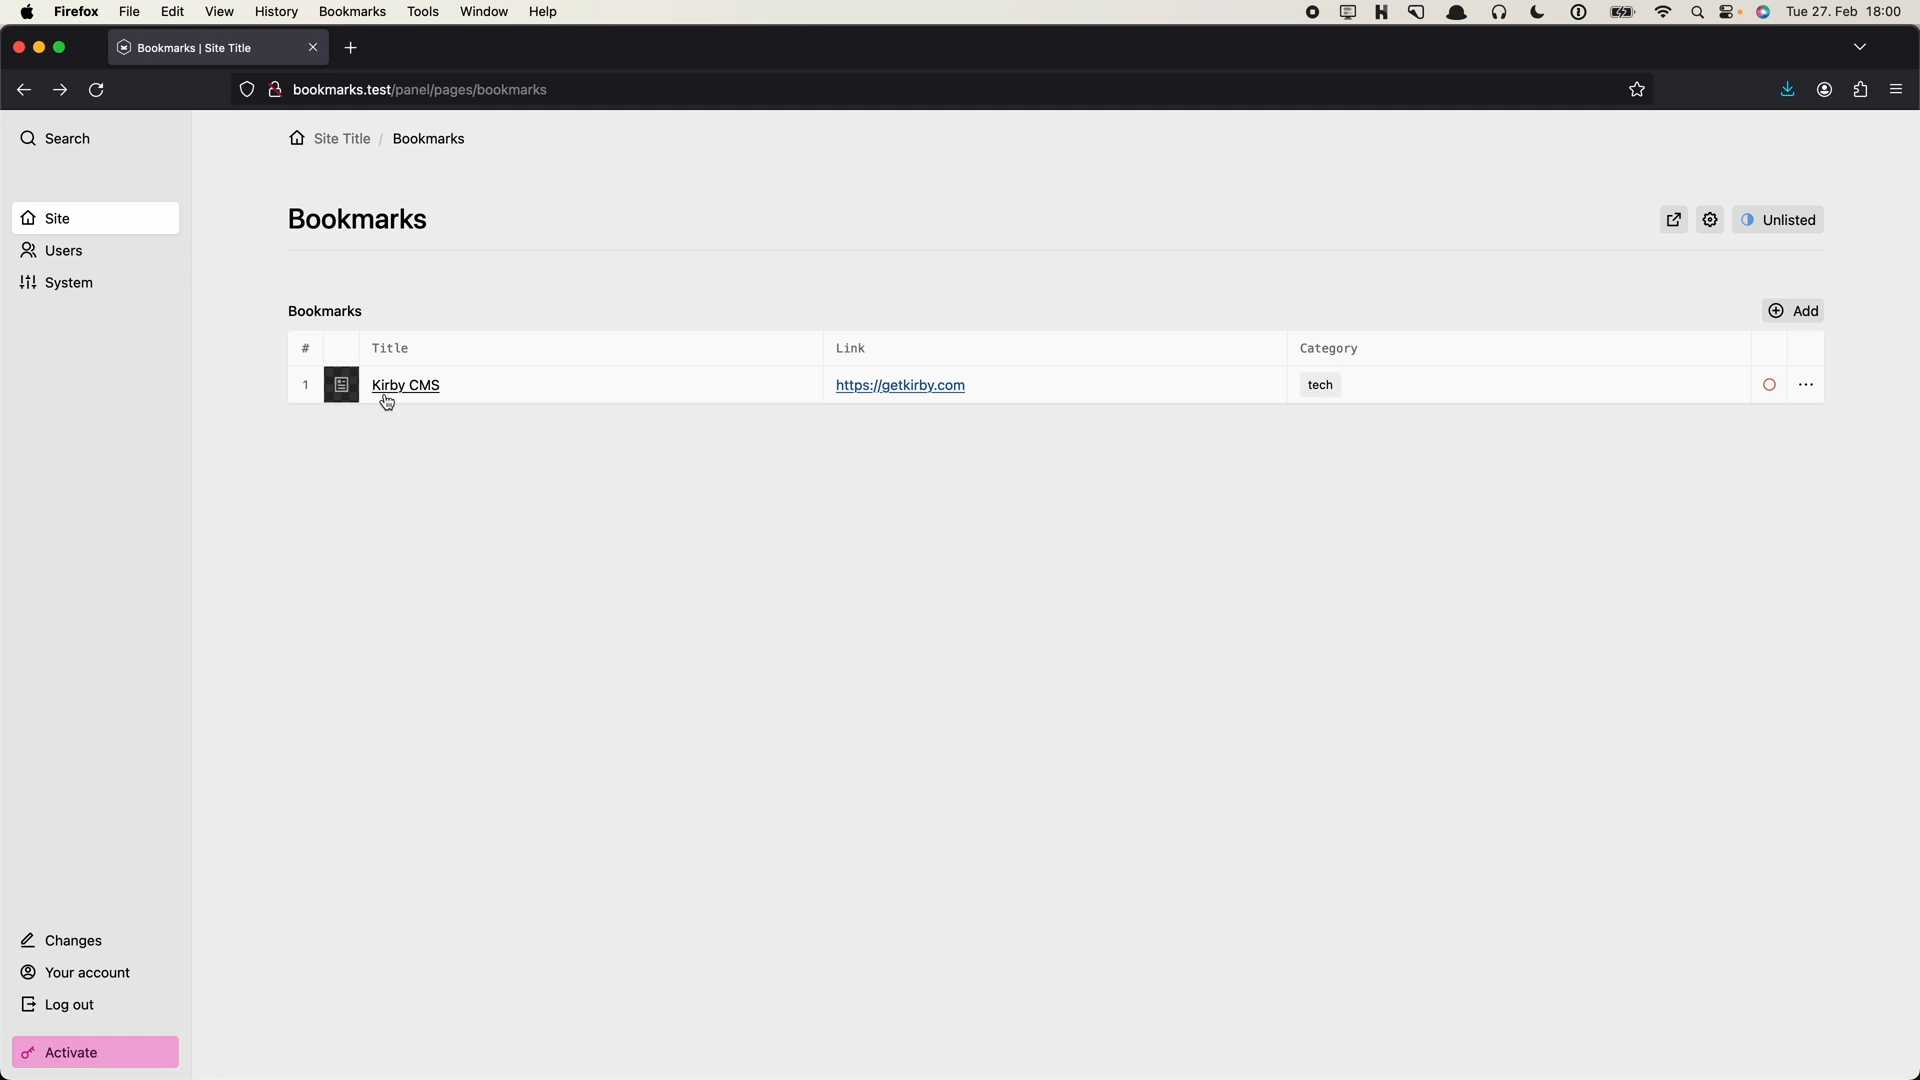 Firefox File Edit View History Bookmarks Tools Window Help Tue 27. Feb 18:00
Bookmarks | Site Title
bookmarks.test/panel/pages/bookmarks
Search
Site Title / Bookmarks
Site
Users
System
Bookmarks
Unlisted
Bookmarks
Add
# Title Link Category
1 Kirby CMS https://getkirby.com tech
Changes
Your account
Log out
Activate